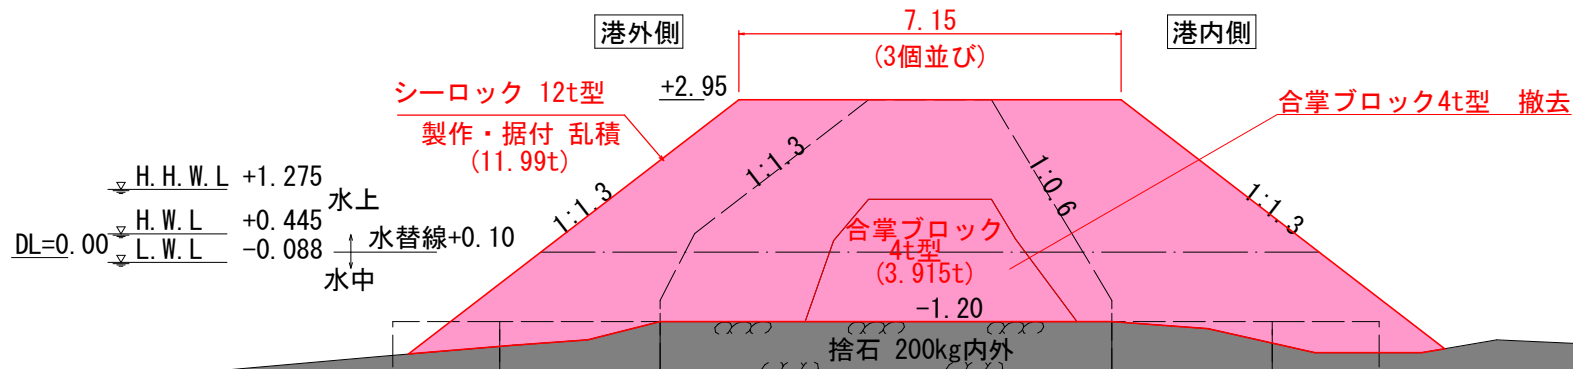 港外側
7.15
(3個並び)
港内側
シーロック 12t型
製作・据付 乱積
(11.99t)
+2.95
合掌ブロック4t型 撤去
1:1.3
1:1.3
1:0.6
1:1.3
H.H.W.L +1.275
水上
H.W.L +0.445
DL=0.00
L.W.L -0.088
水替線+0.10
水中
合掌ブロック
4t型
(3.915t)
-1.20
捨石 200kg内外